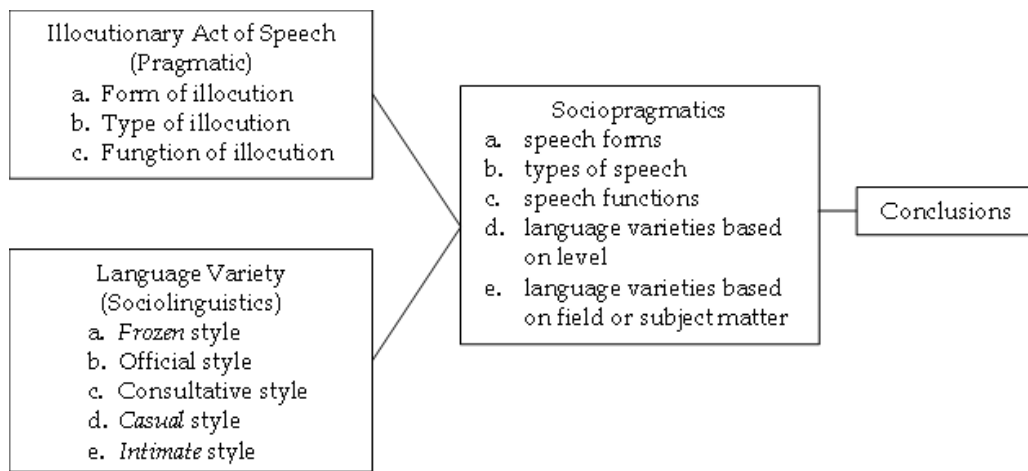 Illocutionary Act of Speech
(Pragmatic)
a. Form of illocution
b. Type of illocution
c. Fungtion of illocution
Language Variety
(Sociolinguistics)
a. Frozen style
b. Official style
c. Consultative style
d. Casual style
e. Intimate style
Sociopragmatics
a. speech forms
b. types of speech
c. speech functions
d. language varieties based
on level
e. language varieties based
on field or subject matter
Conclusions